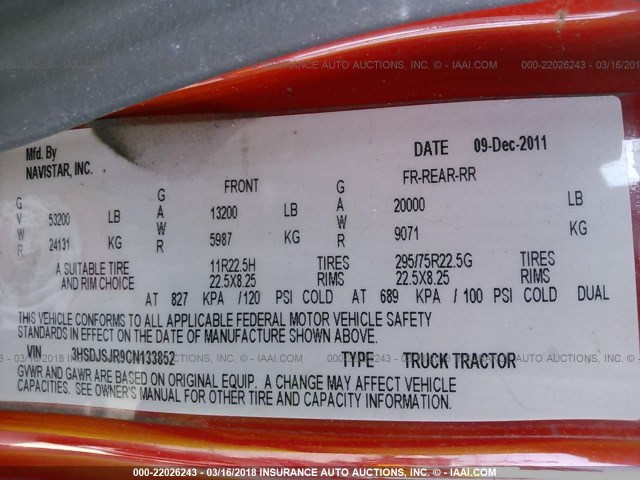 000-22026243 - 03/16/2018 INSURANCE AUTO AUCTIONS, INC. © - IAAI.COM
Mfd. By
NAVISTAR, INC.
DATE 09-Dec-2011
FRONT FR-REAR-RR
GVWR 53200 LB GAWR 13200 LB GAWR 20000 LB
24131 KG 5987 KG 9071 KG
A SUITABLE TIRE 11R22.5H TIRES 295/75R22.5G TIRES
AND RIM CHOICE 22.5X8.25 RIMS 22.5X8.25 RIMS
AT 827 KPA /120 PSI COLD AT 689 KPA / 100 PSI COLD DUAL
THIS VEHICLE CONFORMS TO ALL APPLICABLE FEDERAL MOTOR VEHICLE SAFETY
STANDARDS IN EFFECT ON THE DATE OF MANUFACTURE SHOWN ABOVE.
VIN 3HSDJSJR9CN133852 TYPE TRUCK TRACTOR
GVWR AND GAWR ARE BASED ON ORIGINAL EQUIP. A CHANGE MAY AFFECT VEHICLE
CAPACITIES. SEE OWNER'S MANUAL FOR OTHER TIRE AND CAPACITY INFORMATION.
000-22026243 - 03/16/2018 INSURANCE AUTO AUCTIONS, INC. © - IAAI.COM